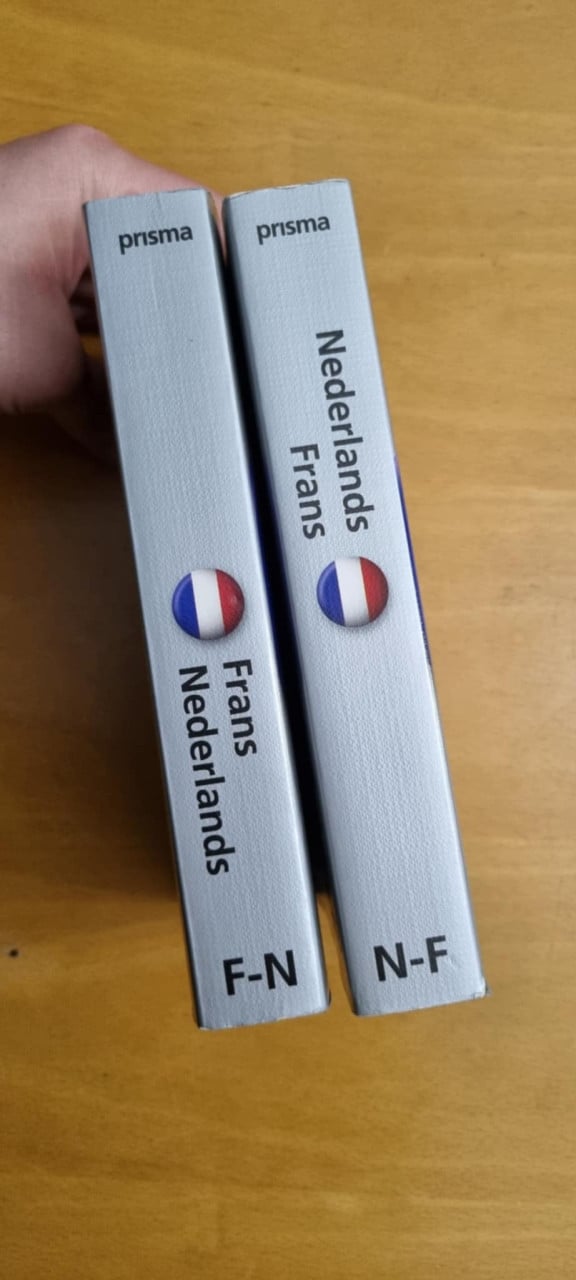 prisma
Frans
Nederlands
F-N
prisma
Nederlands
Frans
N-F